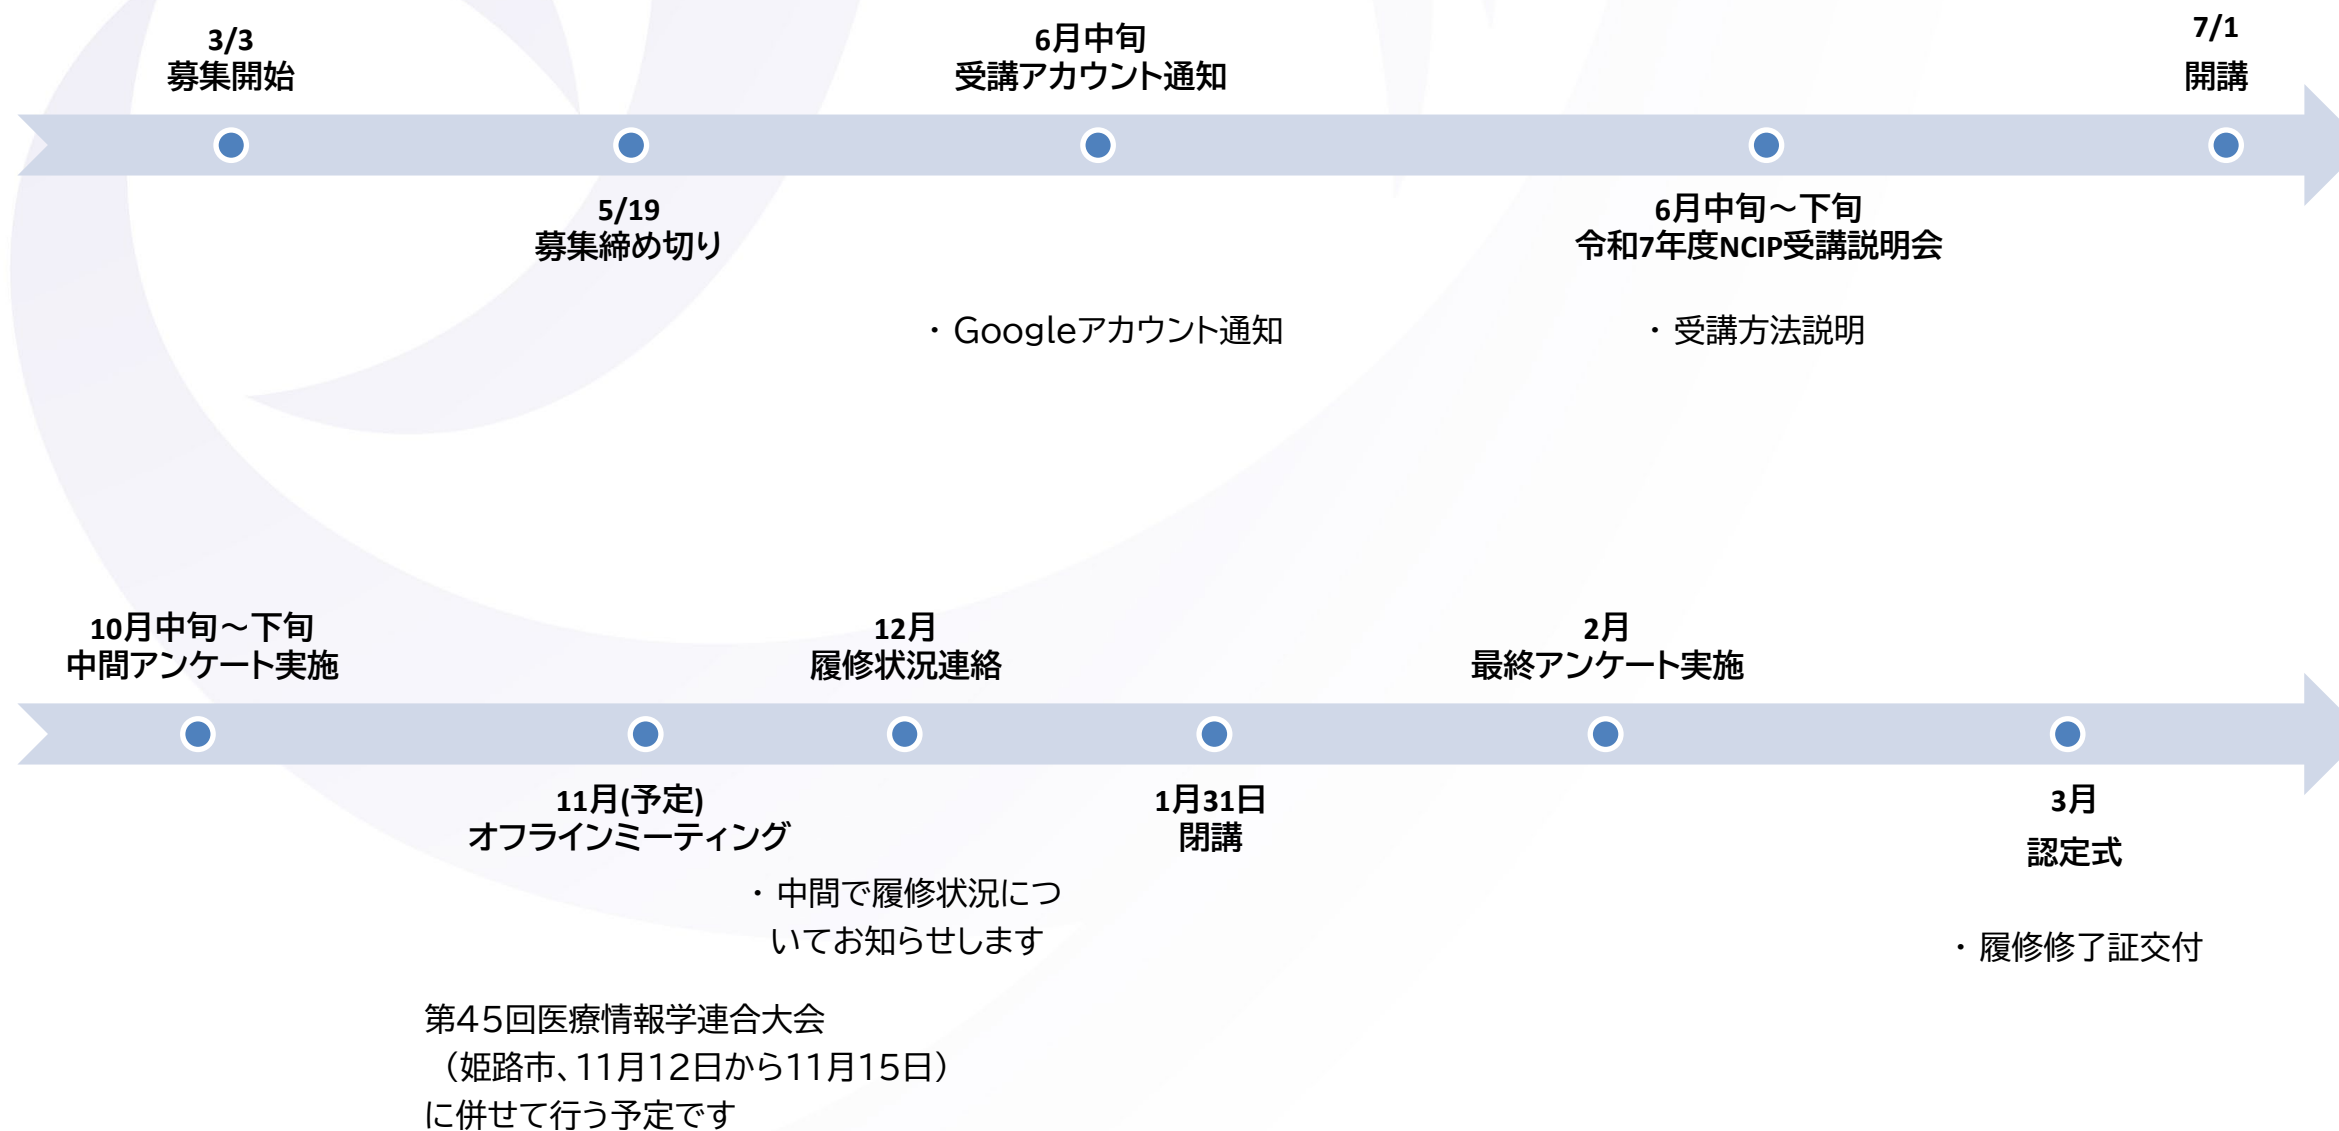 3/3
募集開始
6月中旬
受講アカウント通知
7/1
開講
5/19
募集締め切り
6月中旬～下旬
令和7年度NCIP受講説明会
・Googleアカウント通知
・受講方法説明
10月中旬～下旬
中間アンケート実施
12月
履修状況連絡
2月
最終アンケート実施
11月(予定)
オフラインミーティング
1月31日
閉講
3月
認定式
・中間で履修状況につ
いてお知らせします
・履修修了証交付
第45回医療情報学連合大会
（姫路市、11月12日から11月15日）
に併せて行う予定です